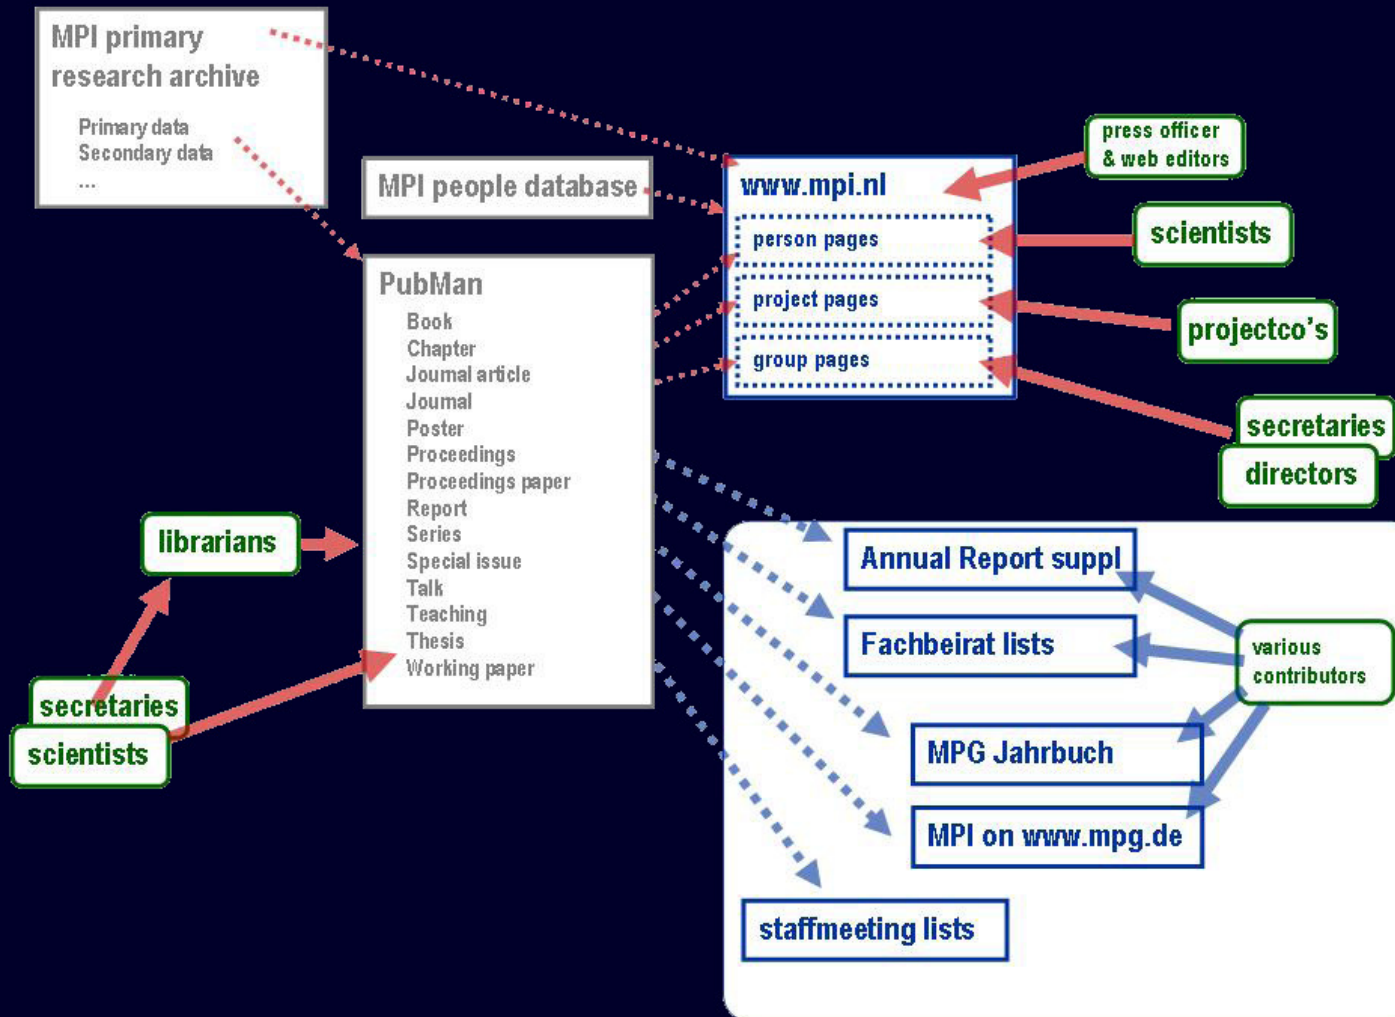 MPI primary
research archive
Primary data
Secondary data
...
MPI people database
PubMan
Book
Chapter
Journal article
Journal
Poster
Proceedings
Proceedings paper
Report
Series
Special issue
Talk
Teaching
Thesis
Working paper
librarians
secretaries
scientists
www.mpi.nl
person pages
project pages
group pages
press officer
& web editors
scientists
projectco's
secretaries
directors
Annual Report suppl
Fachbeirat lists
MPG Jahrbuch
MPI on www.mpg.de
staffmeeting lists
various
contributors